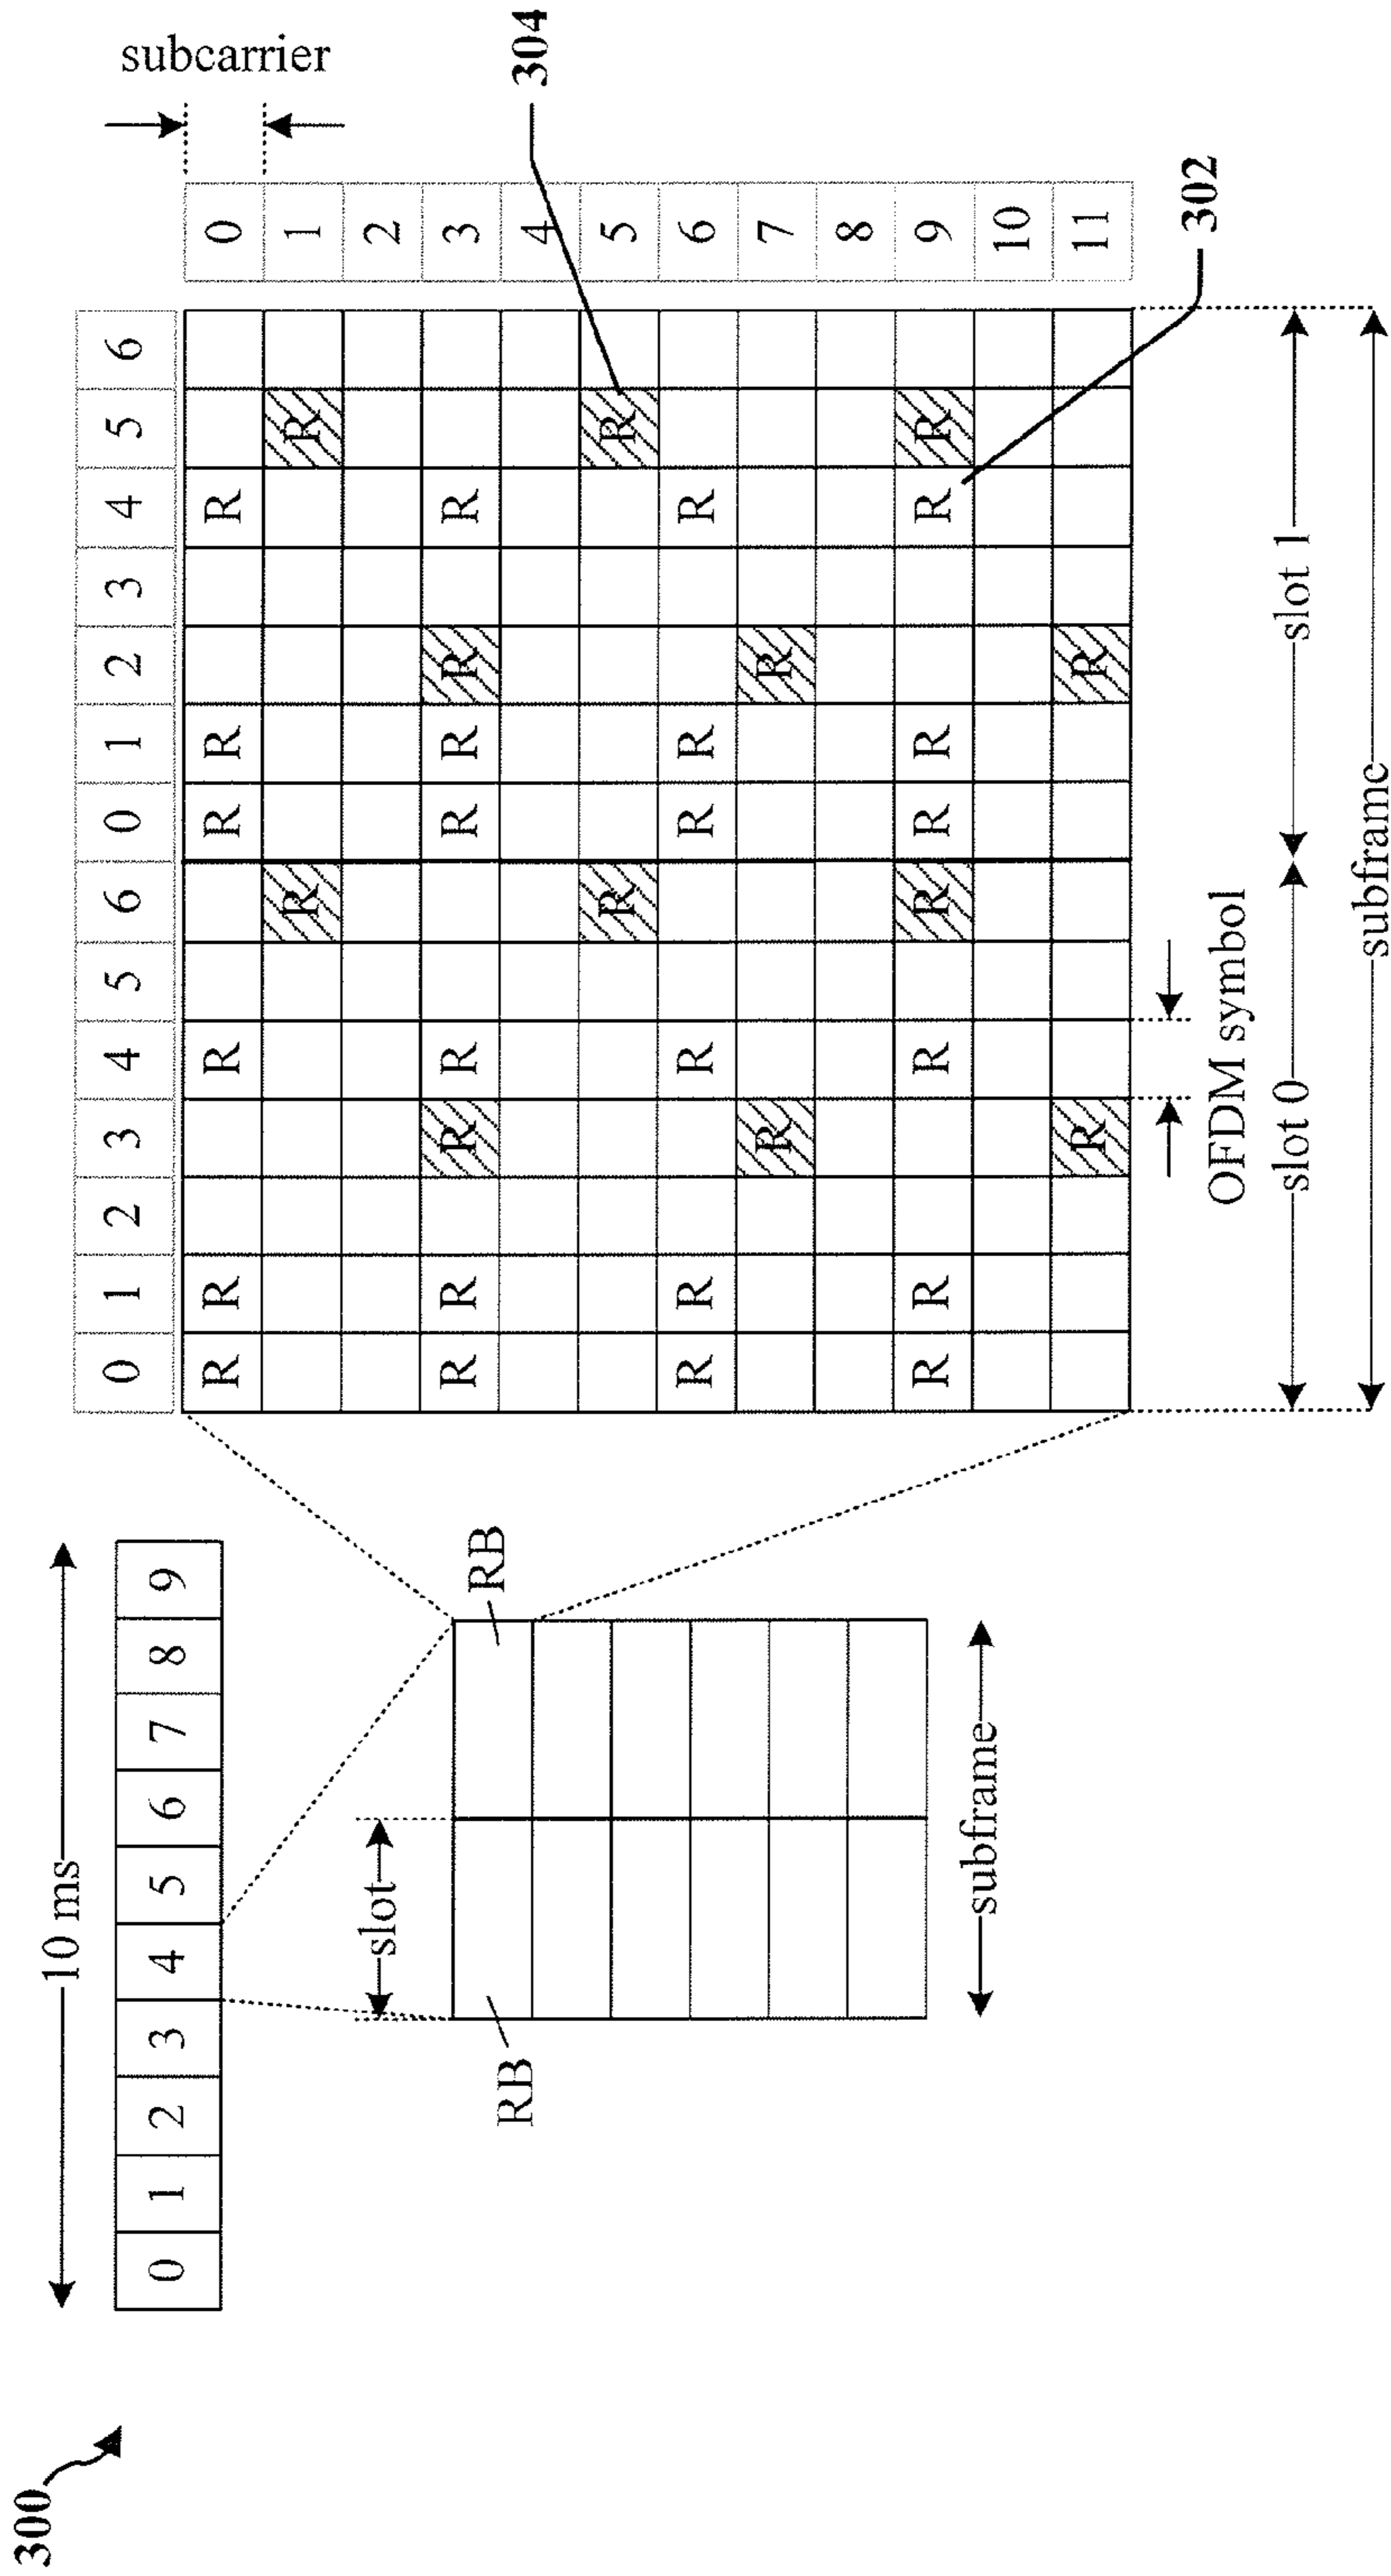 300
10 ms
0 1 2 3 4 5 6 7 8 9
slot
RB
RB
subframe
0 1 2 3 4 5 6 0 1 2 3 4 5 6
subcarrier
R R R R R R 0
R R 1
2
R R R R R R R R 3
4
R R 5
R R R R R R 6
R R 7
8
R R R R R R R R 9
10
R R 11
304
302
OFDM symbol
slot 0 slot 1
subframe